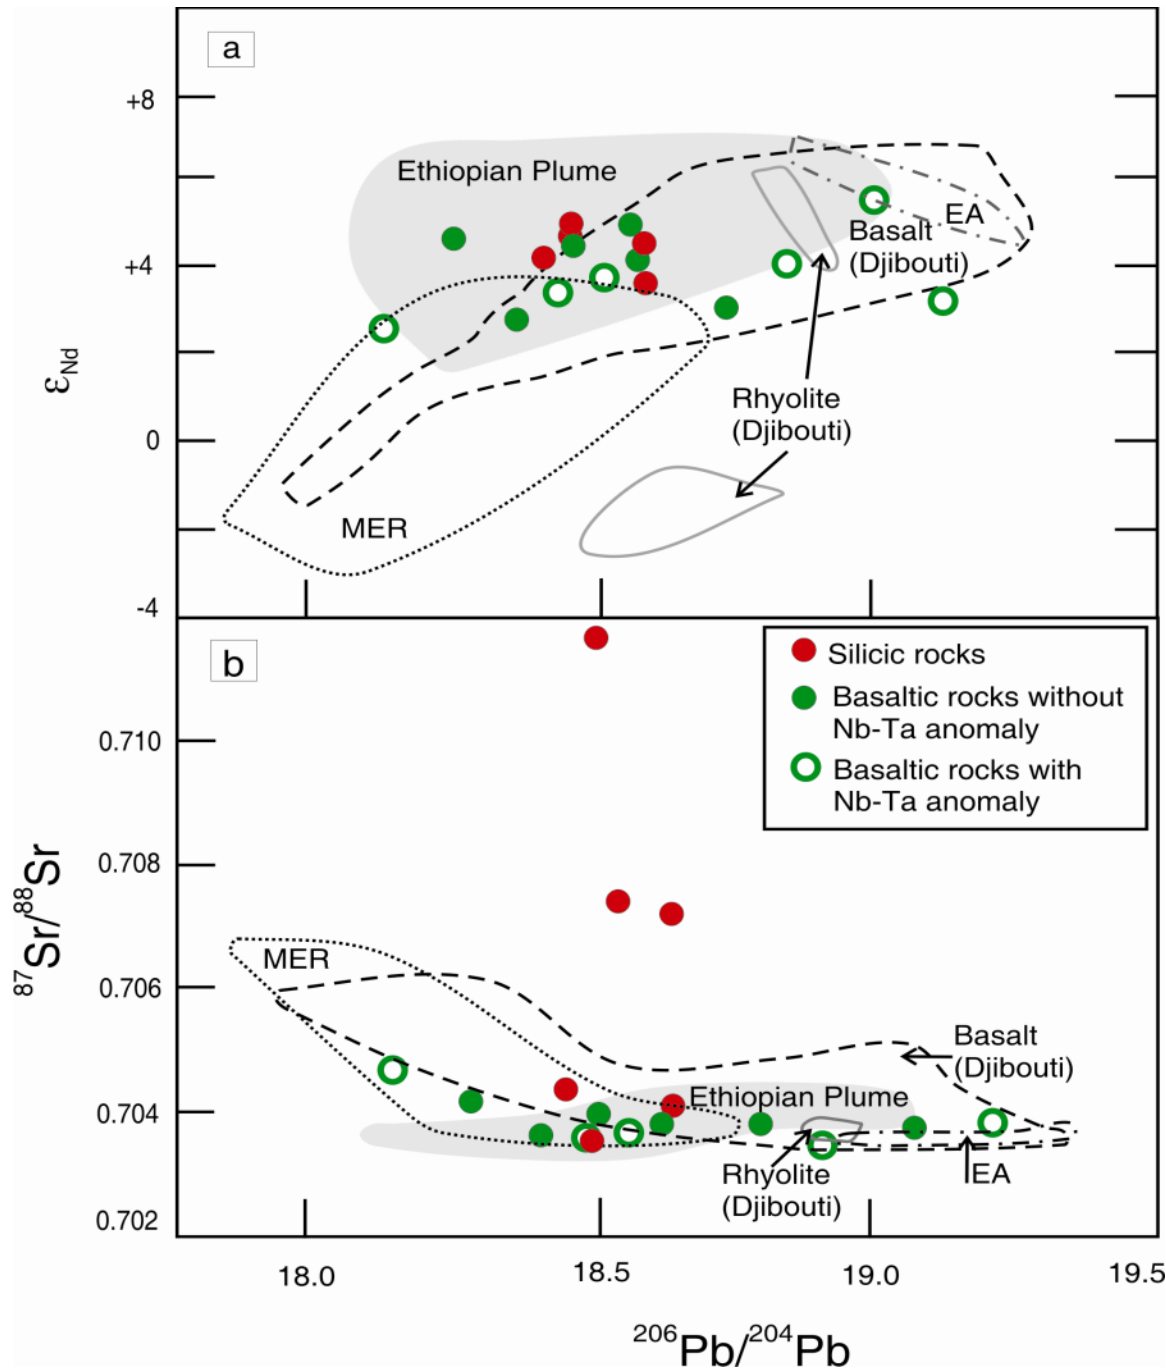 a
+8
Ethiopian Plume
EA
Basalt
(Djibouti)
+4
εNd
Rhyolite
(Djibouti)
0
MER
-4
b
Silicic rocks
Basaltic rocks without
Nb-Ta anomaly
Basaltic rocks with
Nb-Ta anomaly
0.710
0.708
87Sr/88Sr
MER
0.706
Basalt
(Djibouti)
Ethiopian Plume
0.704
Rhyolite
(Djibouti)
EA
0.702
18.0
18.5
19.0
19.5
206Pb/204Pb